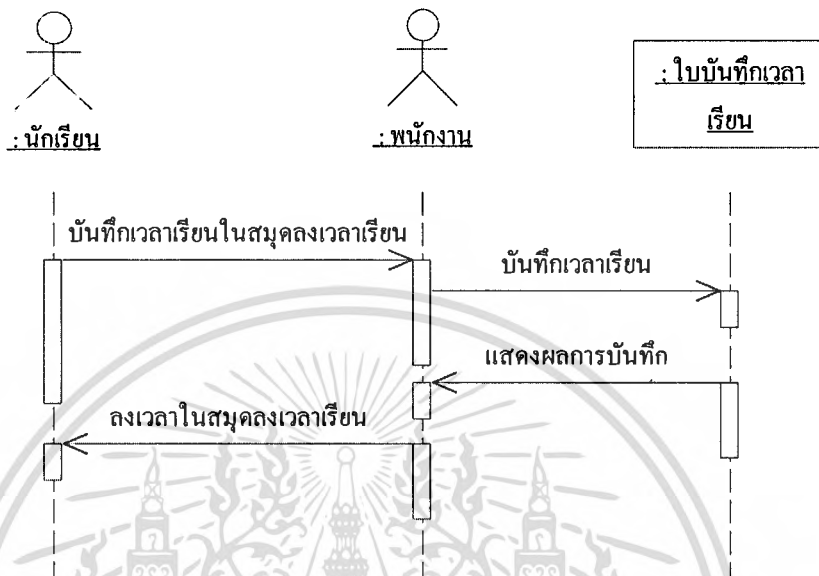 : นักเรียน
: พนักงาน
: ใบบันทึกเวลา
เรียน
บันทึกเวลาเรียนในสมุดลงเวลาเรียน
บันทึกเวลาเรียน
แสดงผลการบันทึก
ลงเวลาในสมุดลงเวลาเรียน